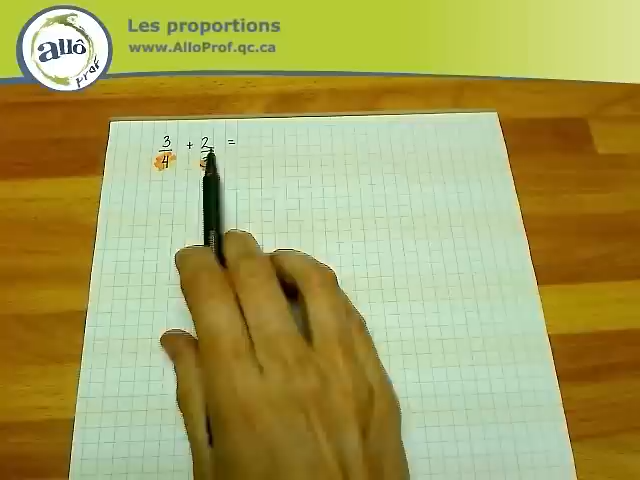 allô prof
Les proportions
www.AlloProf.qc.ca
3/4 + 2/ =